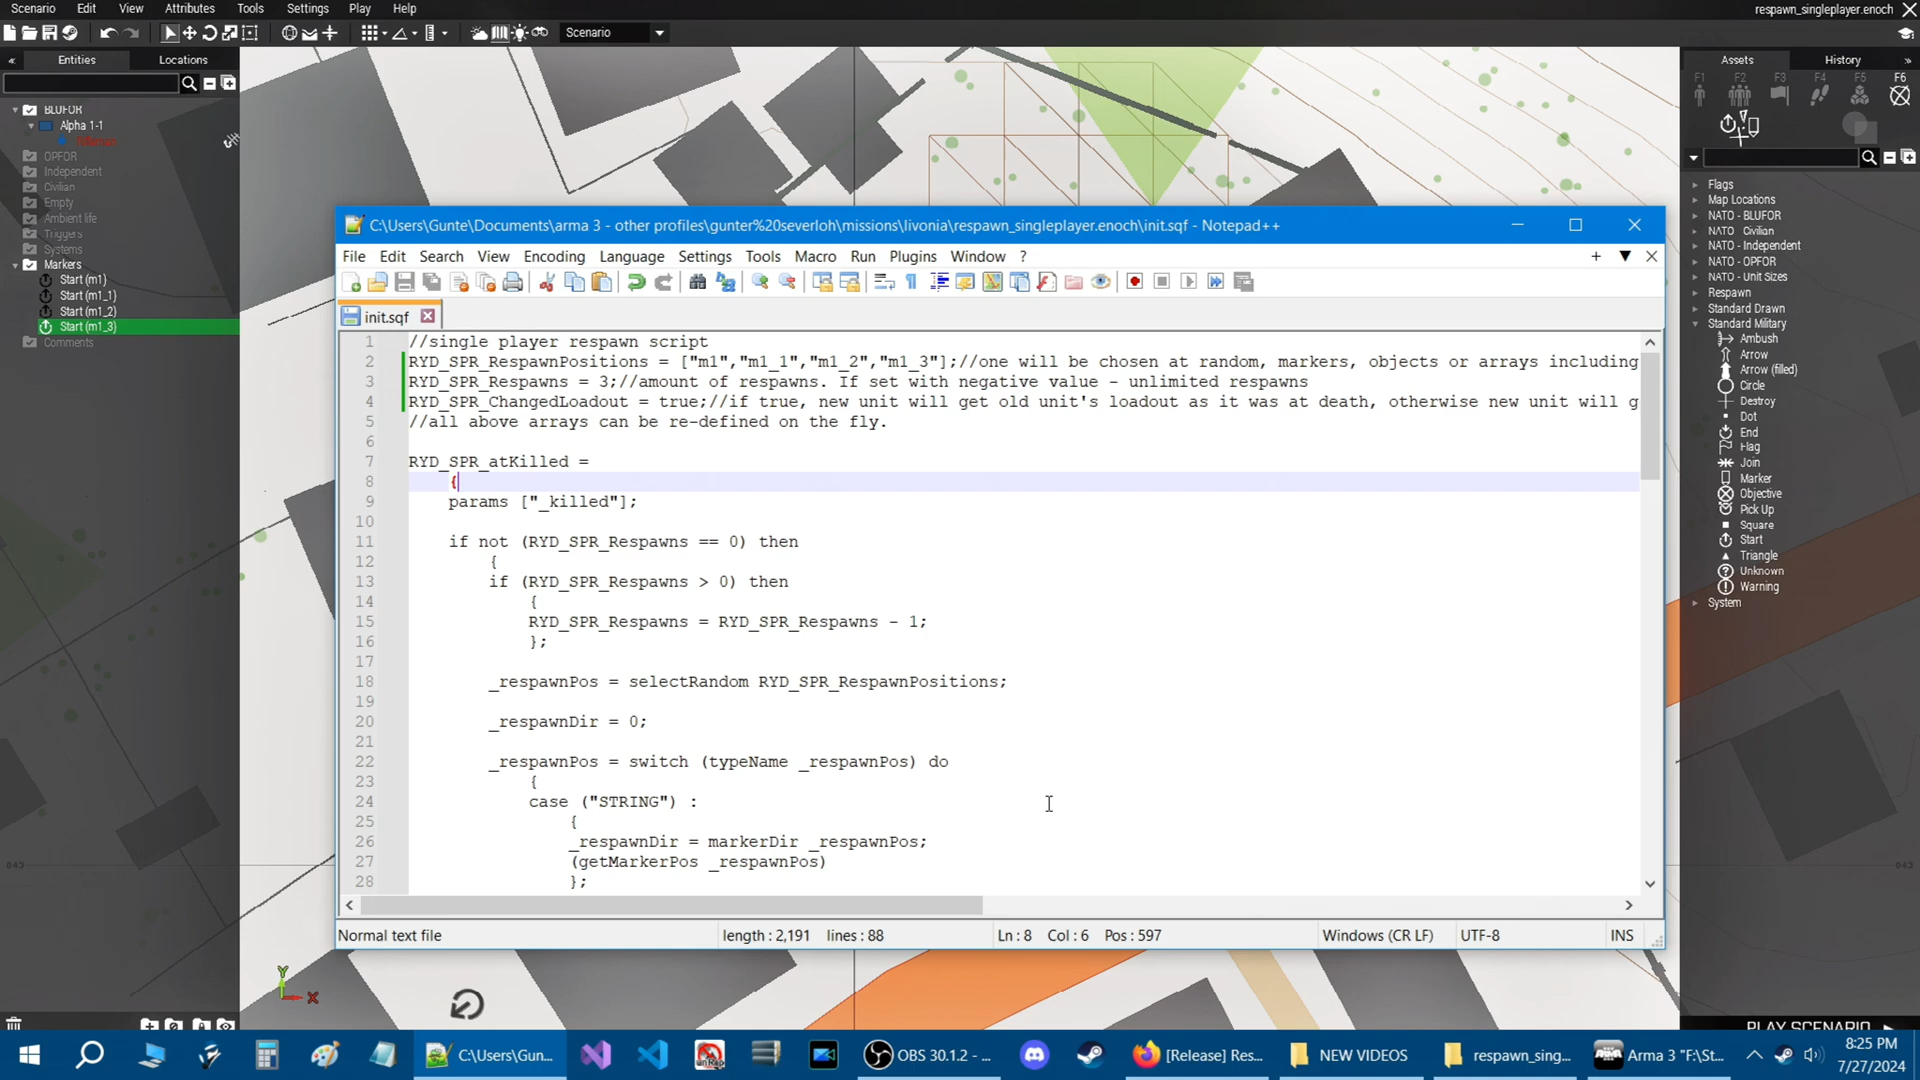 Scenario Edit View Attributes Tools Settings Play Help
respawn_singleplayer.enoch
Scenario
Entities Locations
BLUFOR
Alpha 1-1
OPFOR
Independent
Civilian
Empty
Ambient life
Triggers
Systems
Markers
Start (m1)
Start (m1_1)
Start (m1_2)
Start (m1_3)
Comments
C:\Users\Gunte\Documents\arma 3 - other profiles\gunter%20severloh\missions\livonia\respawn_singleplayer.enoch\init.sqf - Notepad++
File Edit Search View Encoding Language Settings Tools Macro Run Plugins Window ?
init.sqf
1 //single player respawn script
2 RYD_SPR_RespawnPositions = ["m1","m1_1","m1_2","m1_3"];//one will be chosen at random, markers, objects or arrays including
3 RYD_SPR_Respawns = 3;//amount of respawns. If set with negative value - unlimited respawns
4 RYD_SPR_ChangedLoadout = true;//if true, new unit will get old unit's loadout as it was at death, otherwise new unit will g
5 //all above arrays can be re-defined on the fly.
6
7 RYD_SPR_atKilled =
8 {
9 params ["_killed"];
10
11 if not (RYD_SPR_Respawns == 0) then
12 {
13 if (RYD_SPR_Respawns > 0) then
14 {
15 RYD_SPR_Respawns = RYD_SPR_Respawns - 1;
16 };
17
18 _respawnPos = selectRandom RYD_SPR_RespawnPositions;
19
20 _respawnDir = 0;
21
22 _respawnPos = switch (typeName _respawnPos) do
23 {
24 case ("STRING") :
25 {
26 _respawnDir = markerDir _respawnPos;
27 (getMarkerPos _respawnPos)
28 };
Normal text file length : 2,191 lines : 88 Ln : 8 Col : 6 Pos : 597 Windows (CR LF) UTF-8 INS
Assets History
F1 F2 F3 F4 F5 F6
Flags
Map Locations
NATO - BLUFOR
NATO - Civilian
NATO - Independent
NATO - OPFOR
NATO - Unit Sizes
Respawn
Standard Drawn
Standard Military
Ambush
Arrow
Arrow (filled)
Circle
Destroy
Dot
End
Flag
Join
Marker
Objective
Pick Up
Square
Start
Triangle
Unknown
Warning
System
043
043
Y
X
PLAY SCENARIO
C:\Users\Gun... OBS 30.1.2 - ... [Release] Res... NEW VIDEOS respawn_sing... Arma 3 "F:\St...
8:25 PM
7/27/2024